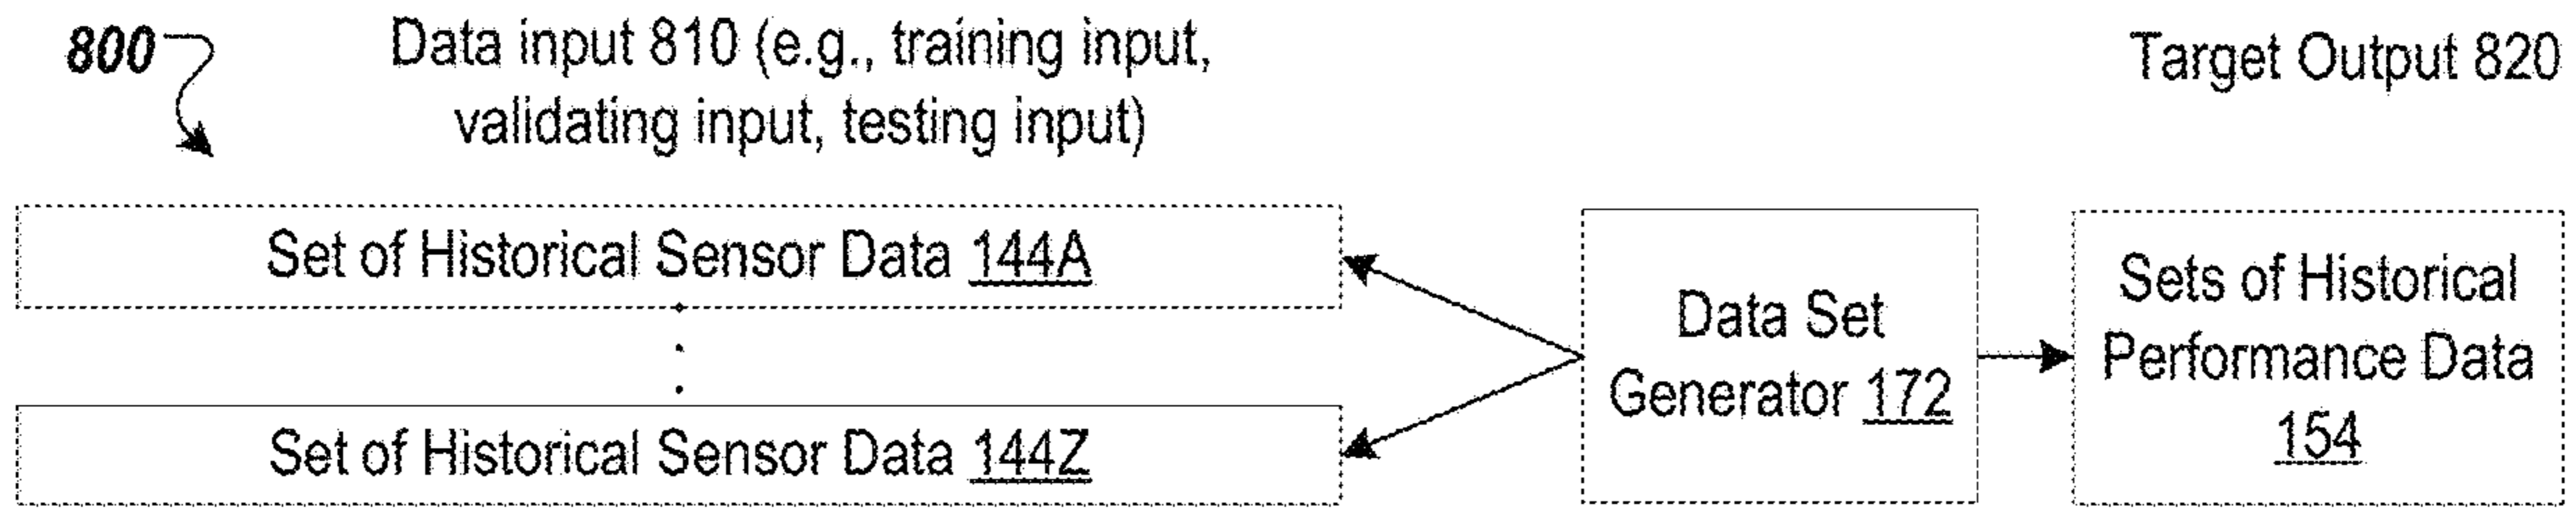 800
Data input 810 (e.g., training input,
validating input, testing input)
Target Output 820
Set of Historical Sensor Data 144A
Set of Historical Sensor Data 144Z
Data Set
Generator 172
Sets of Historical
Performance Data
154